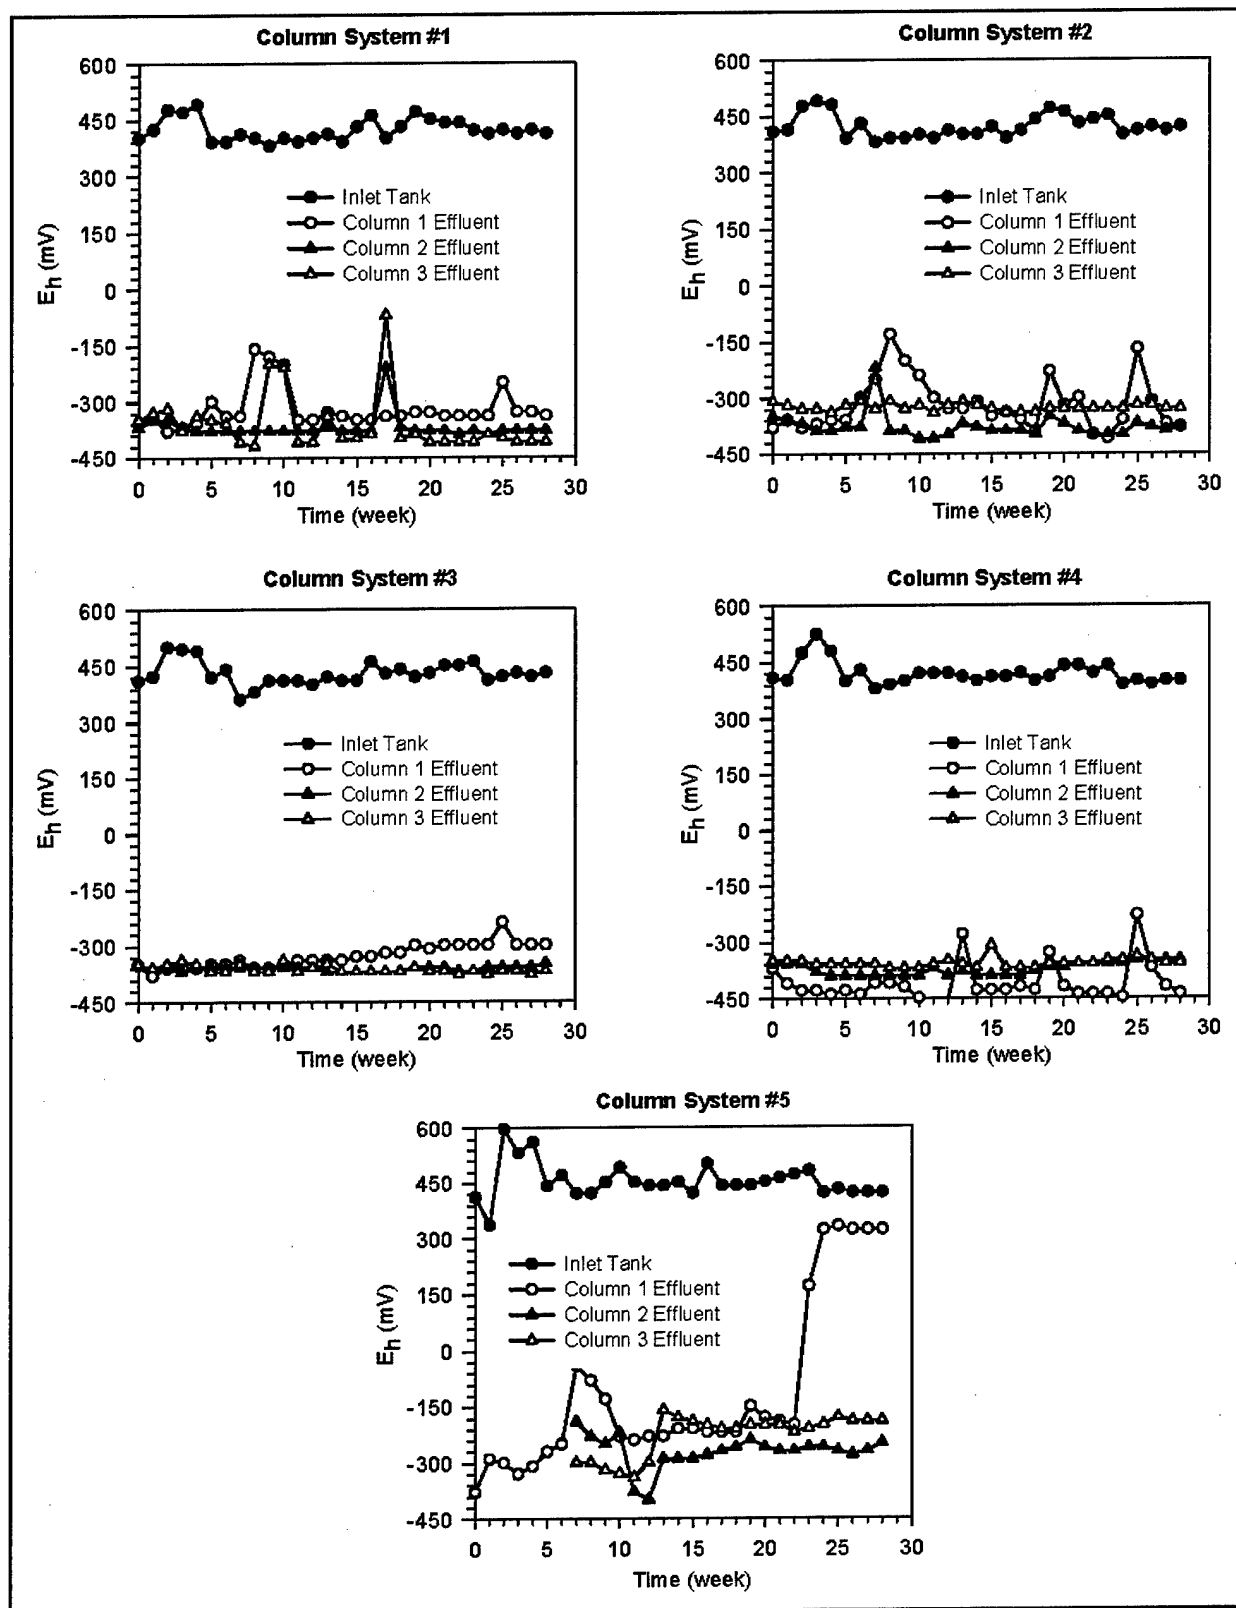 Column System #1
600
450
300
150
0
-150
-300
-450
E_h (mV)
Inlet Tank
Column 1 Effluent
Column 2 Effluent
Column 3 Effluent
0 5 10 15 20 25 30
Time (week)
Column System #2
600
450
300
150
0
-150
-300
-450
E_h (mV)
Inlet Tank
Column 1 Effluent
Column 2 Effluent
Column 3 Effluent
0 5 10 15 20 25 30
Time (week)
Column System #3
600
450
300
150
0
-150
-300
-450
E_h (mV)
Inlet Tank
Column 1 Effluent
Column 2 Effluent
Column 3 Effluent
0 5 10 15 20 25 30
Time (week)
Column System #4
600
450
300
150
0
-150
-300
-450
E_h (mV)
Inlet Tank
Column 1 Effluent
Column 2 Effluent
Column 3 Effluent
0 5 10 15 20 25 30
Time (week)
Column System #5
600
450
300
150
0
-150
-300
-450
E_h (mV)
Inlet Tank
Column 1 Effluent
Column 2 Effluent
Column 3 Effluent
0 5 10 15 20 25 30
Time (week)